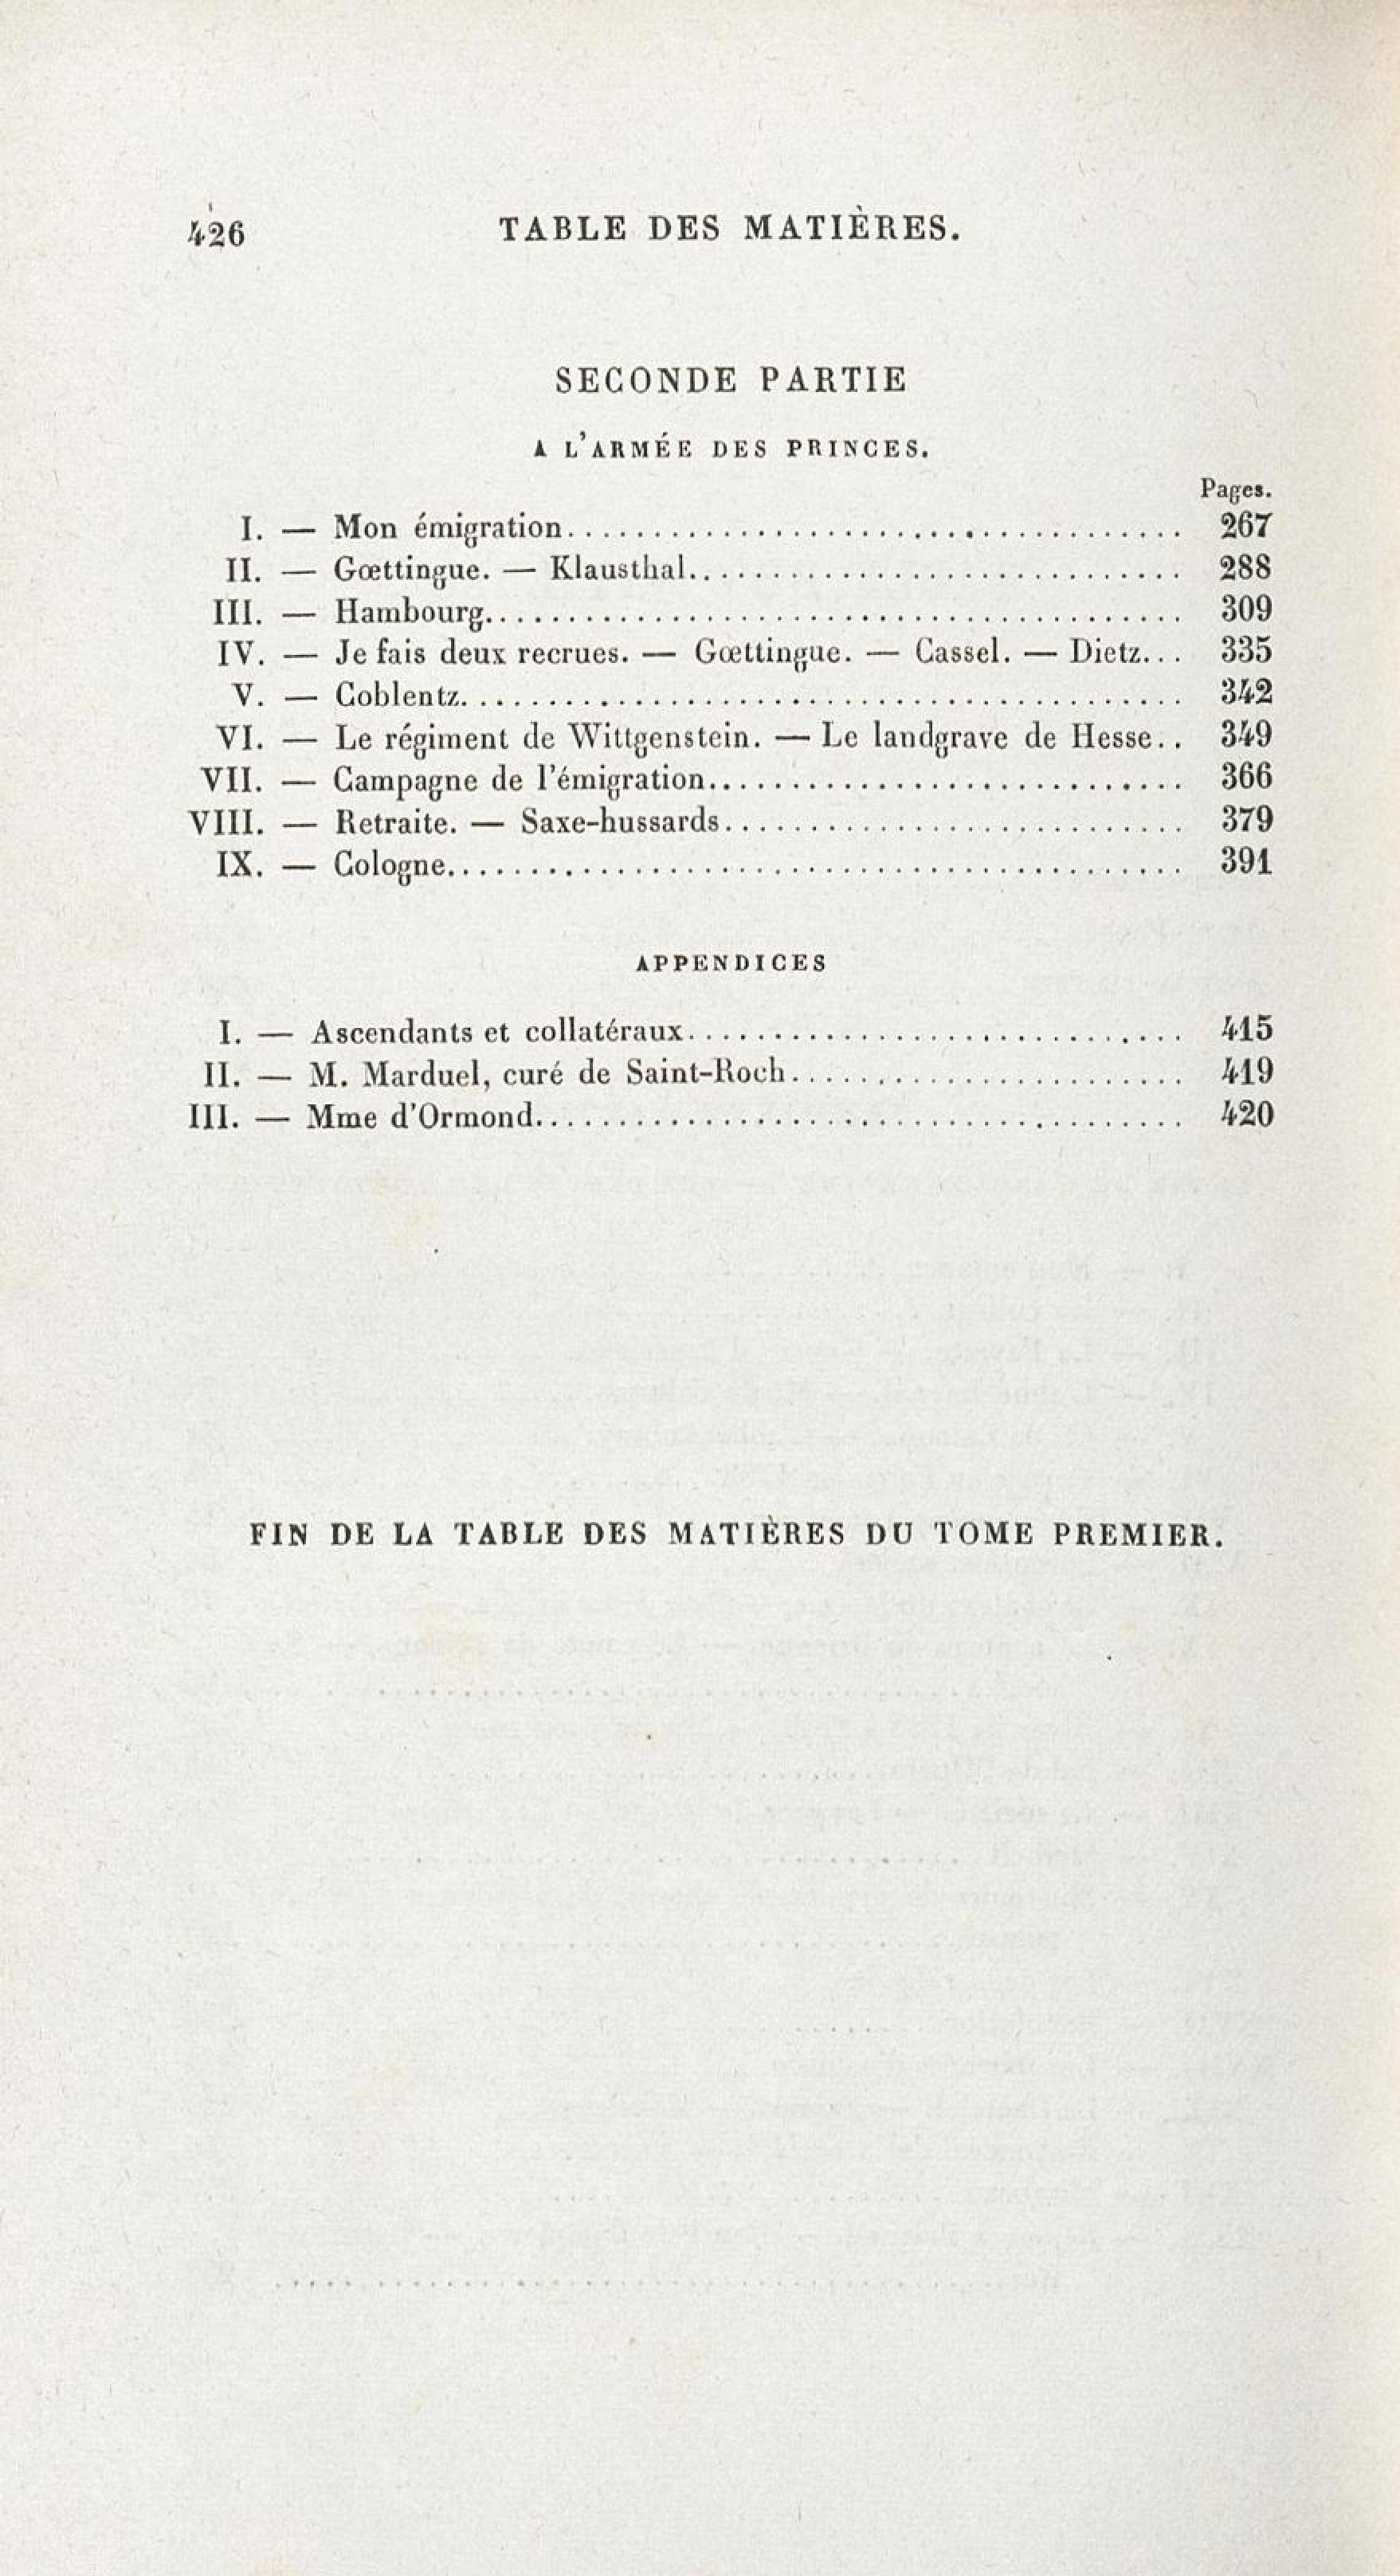 426 TABLE DES MATIÈRES.
SECONDE PARTIE
A L'ARMÉE DES PRINCES.
Pages.
I. — Mon émigration........................................ 267
II. — Gœttingue. — Klausthal.............................. 288
III. — Hambourg.......................................... 309
IV. — Je fais deux recrues. — Gœttingue. — Cassel. — Dietz... 335
V. — Coblentz............................................ 342
VI. — Le régiment de Wittgenstein. — Le landgrave de Hesse.. 349
VII. — Campagne de l'émigration............................ 366
VIII. — Retraite. — Saxe-hussards........................... 379
IX. — Cologne............................................. 391
APPENDICES
I. — Ascendants et collatéraux............................. 415
II. — M. Marduel, curé de Saint-Roch....................... 419
III. — Mme d'Ormond....................................... 420
FIN DE LA TABLE DES MATIÈRES DU TOME PREMIER.